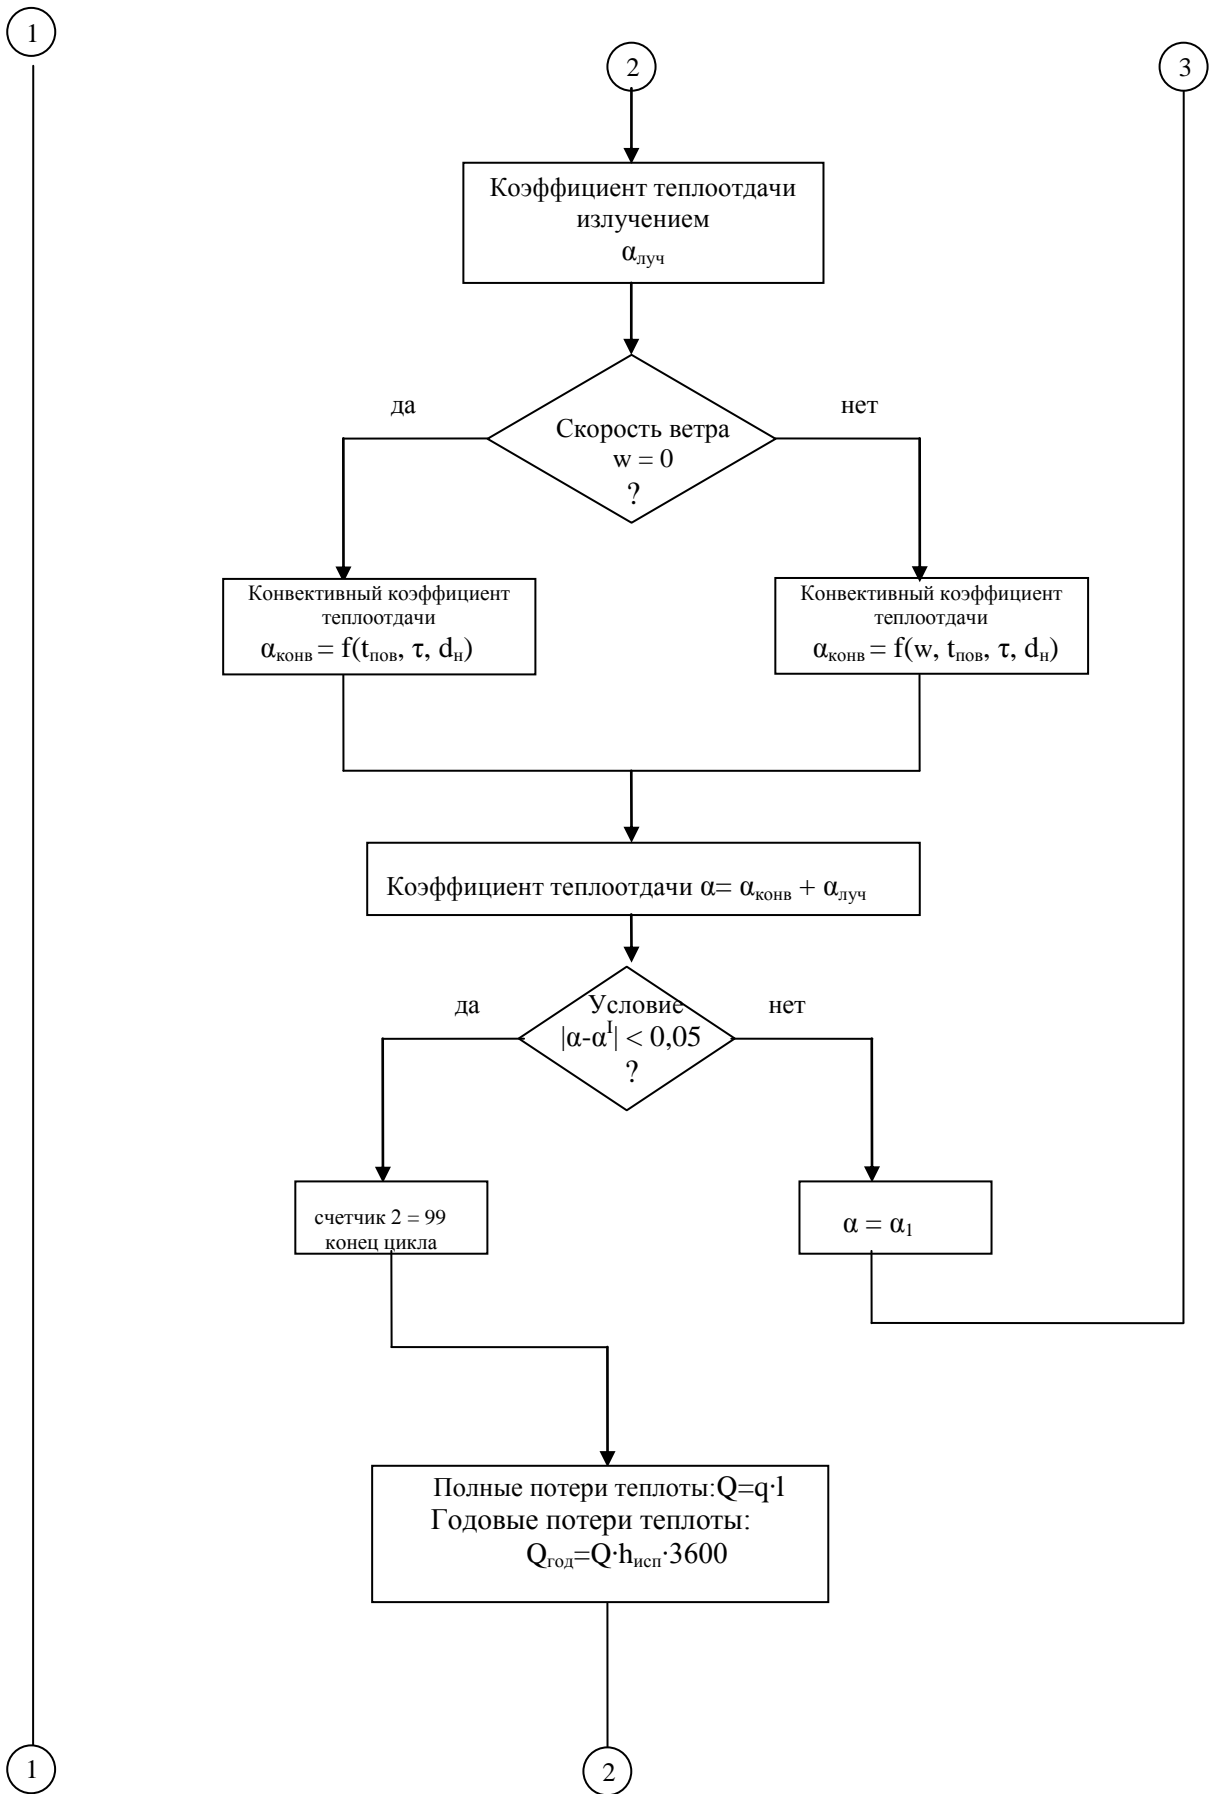 1
2
3
Коэффициент теплоотдачи
излучением
αлуч
да
нет
Скорость ветра
w = 0
?
Конвективный коэффициент
теплоотдачи
αконв = f(tпов, τ, dн)
Конвективный коэффициент
теплоотдачи
αконв = f(w, tпов, τ, dн)
Коэффициент теплоотдачи α= αконв + αлуч
да
нет
Условие
|α-αᴵ| < 0,05
?
счетчик 2 = 99
конец цикла
α = α₁
Полные потери теплоты:Q=q·l
Годовые потери теплоты:
Qгод=Q·hисп·3600
1
2